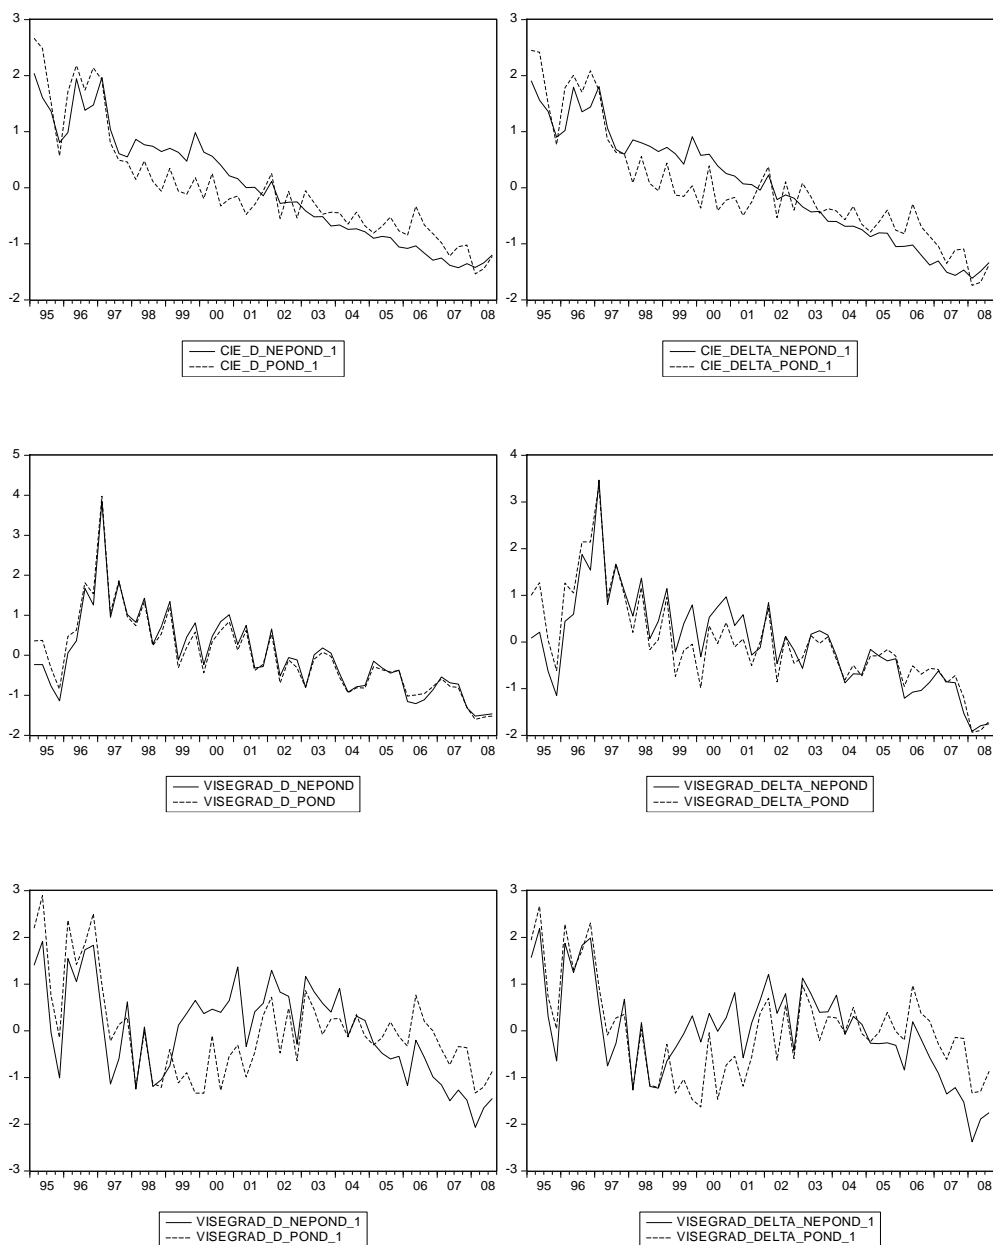 3
2
1
0
-1
-2
95 96 97 98 99 00 01 02 03 04 05 06 07 08
CIE_D_NEPOND_1
CIE_D_POND_1
3
2
1
0
-1
-2
95 96 97 98 99 00 01 02 03 04 05 06 07 08
CIE_DELTA_NEPOND_1
CIE_DELTA_POND_1
5
4
3
2
1
0
-1
-2
95 96 97 98 99 00 01 02 03 04 05 06 07 08
VISEGRAD_D_NEPOND
VISEGRAD_D_POND
4
3
2
1
0
-1
-2
95 96 97 98 99 00 01 02 03 04 05 06 07 08
VISEGRAD_DELTA_NEPOND
VISEGRAD_DELTA_POND
3
2
1
0
-1
-2
-3
95 96 97 98 99 00 01 02 03 04 05 06 07 08
VISEGRAD_D_NEPOND_1
VISEGRAD_D_POND_1
3
2
1
0
-1
-2
-3
95 96 97 98 99 00 01 02 03 04 05 06 07 08
VISEGRAD_DELTA_NEPOND_1
VISEGRAD_DELTA_POND_1